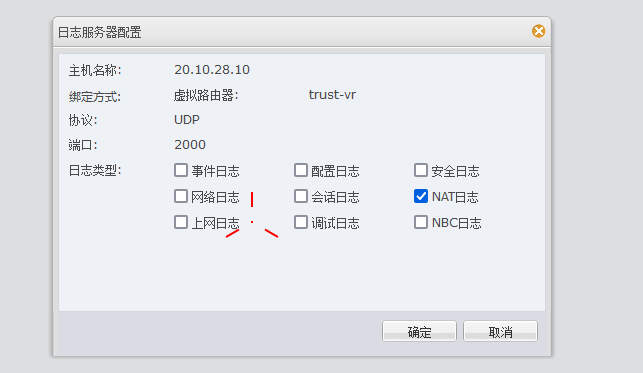 日志服务器配置
主机名称: 20.10.28.10
绑定方式: 虚拟路由器: trust-vr
协议: UDP
端口: 2000
日志类型: 事件日志 配置日志 安全日志
网络日志 会话日志 NAT日志
上网日志 调试日志 NBC日志
确定 取消